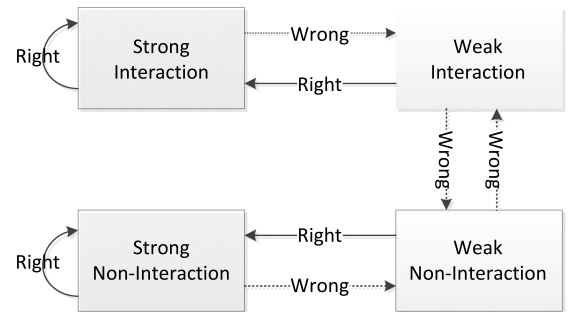 Strong
Interaction
Wrong
Weak
Interaction
Right
Right
Wrong
Wrong
Strong
Non-Interaction
Right
Weak
Non-Interaction
Right
Wrong